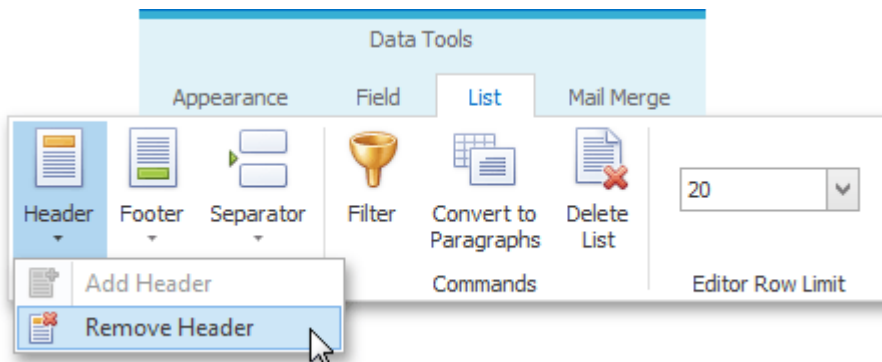 Data Tools
Appearance Field List Mail Merge
Header Footer Separator Filter Convert to Paragraphs Delete List
20
Commands Editor Row Limit
Add Header
Remove Header